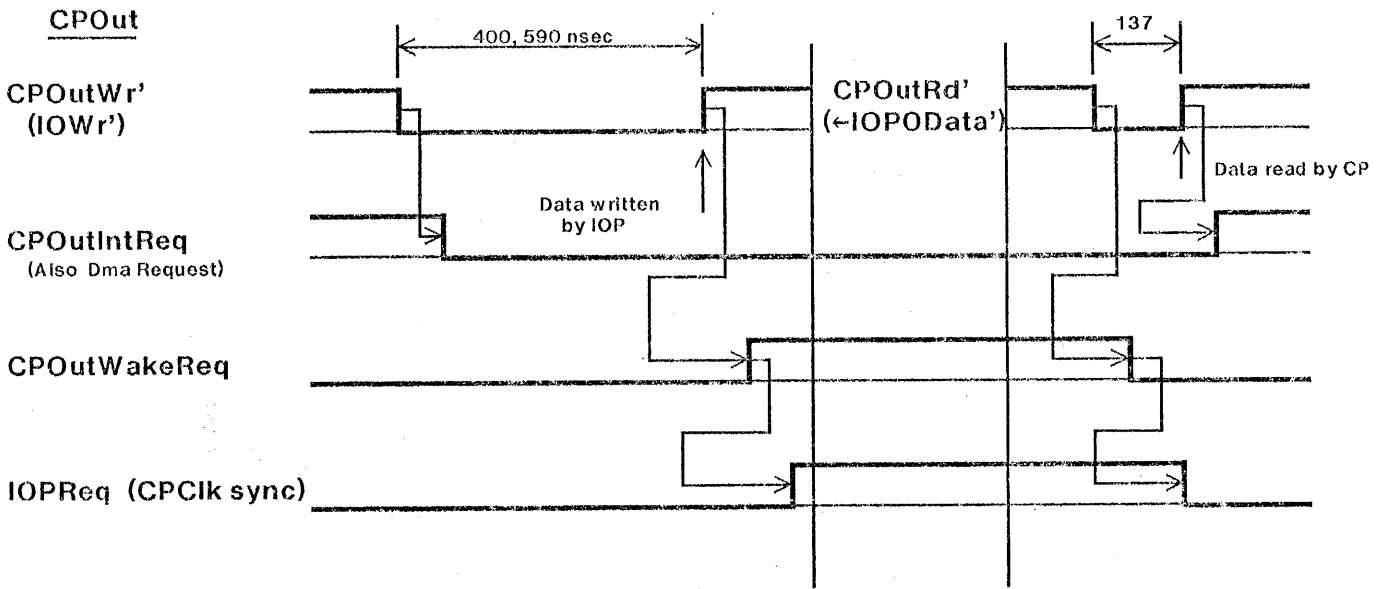 CPOut
400, 590 nsec
137
CPOutWr'
(IOWr')
CPOutRd'
(←IOPOData')
Data written
by IOP
Data read by CP
CPOutIntReq
(Also Dma Request)
CPOutWakeReq
IOPReq (CPClk sync)